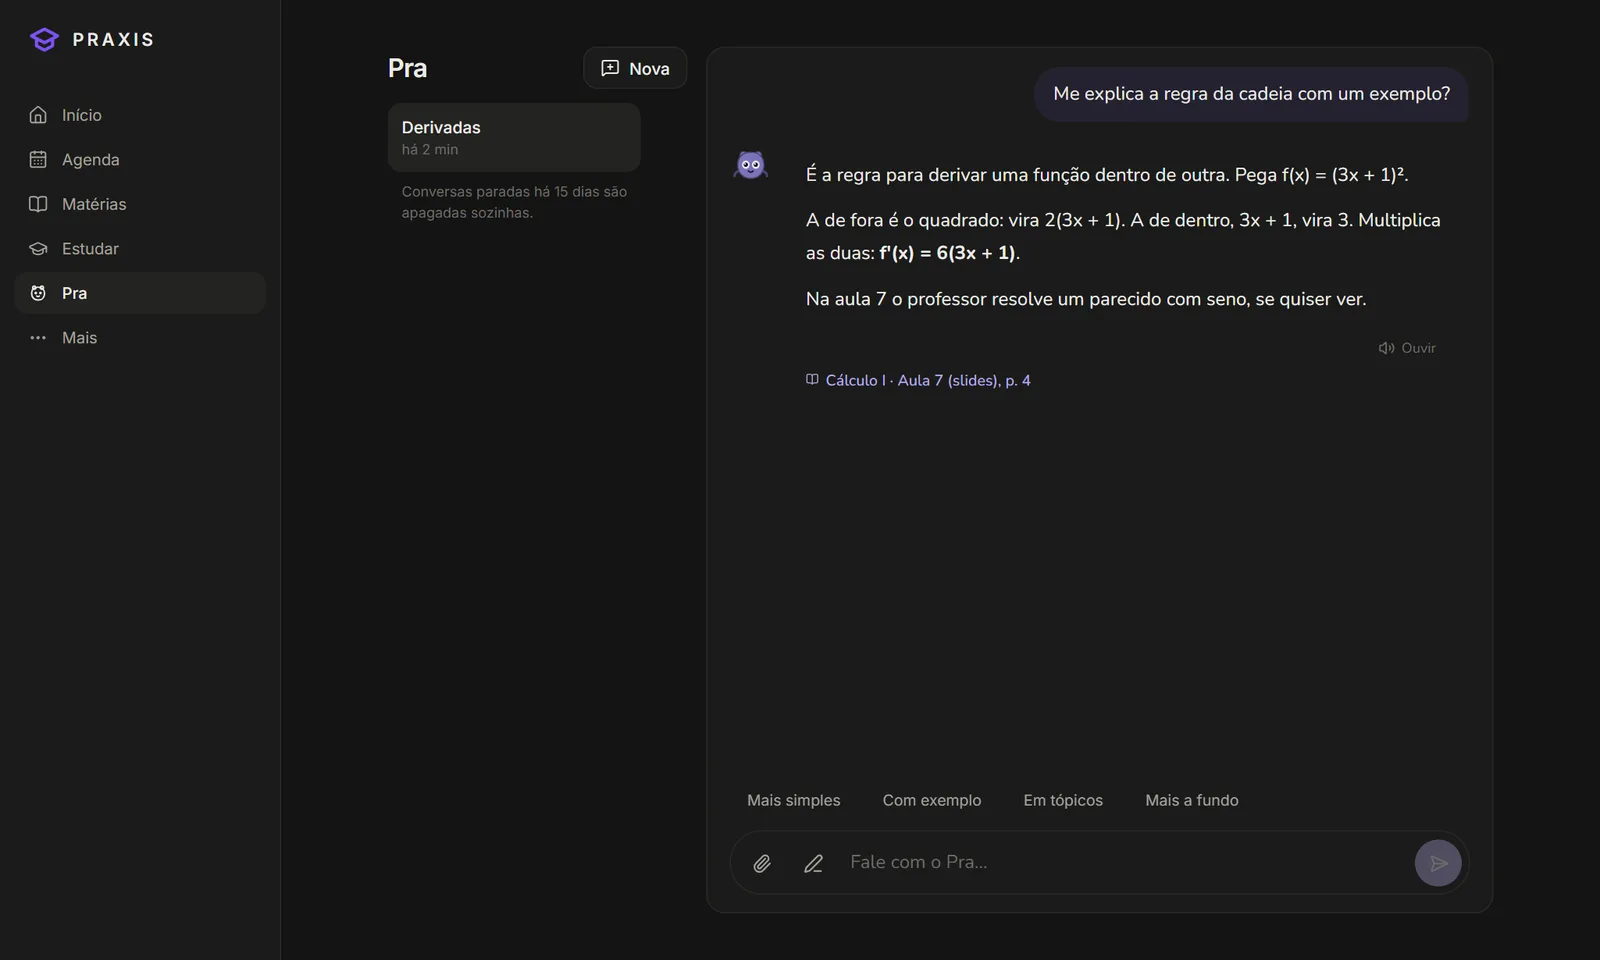 PRAXIS
Início
Agenda
Matérias
Estudar
Pra
Mais
Pra
Nova
Derivadas
há 2 min
Conversas paradas há 15 dias são
apagadas sozinhas.
Me explica a regra da cadeia com um exemplo?
É a regra para derivar uma função dentro de outra. Pega f(x) = (3x + 1)².
A de fora é o quadrado: vira 2(3x + 1). A de dentro, 3x + 1, vira 3. Multiplica
as duas: f'(x) = 6(3x + 1).
Na aula 7 o professor resolve um parecido com seno, se quiser ver.
Ouvir
Cálculo I · Aula 7 (slides), p. 4
Mais simples
Com exemplo
Em tópicos
Mais a fundo
Fale com o Pra...